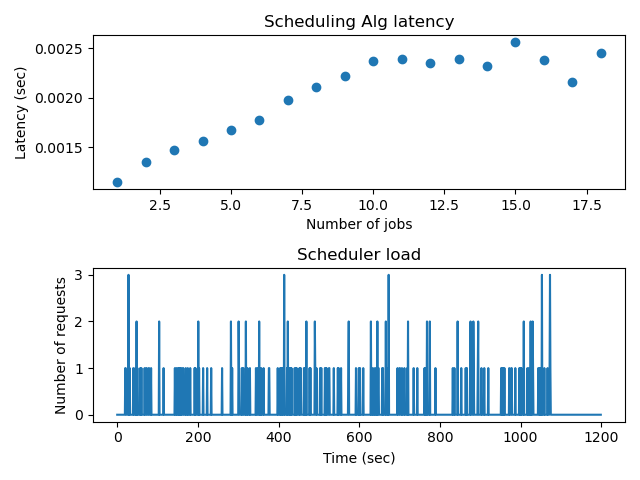 Scheduling Alg latency
0.0025
0.0020
0.0015
Latency (sec)
2.5 5.0 7.5 10.0 12.5 15.0 17.5
Number of jobs
Scheduler load
3
2
1
0
Number of requests
0 200 400 600 800 1000 1200
Time (sec)